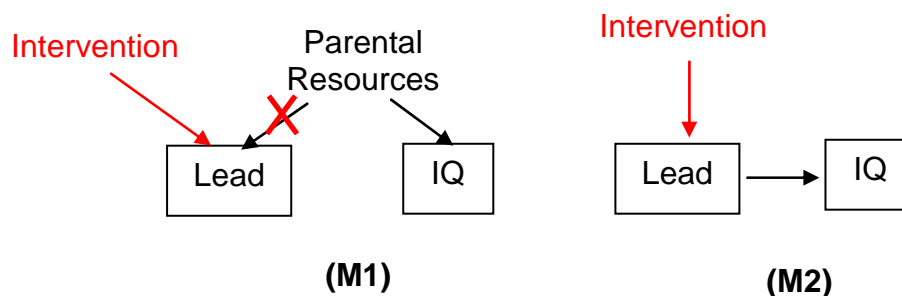 Intervention
Parental
Resources
Lead
IQ
(M1)
Intervention
Lead
IQ
(M2)